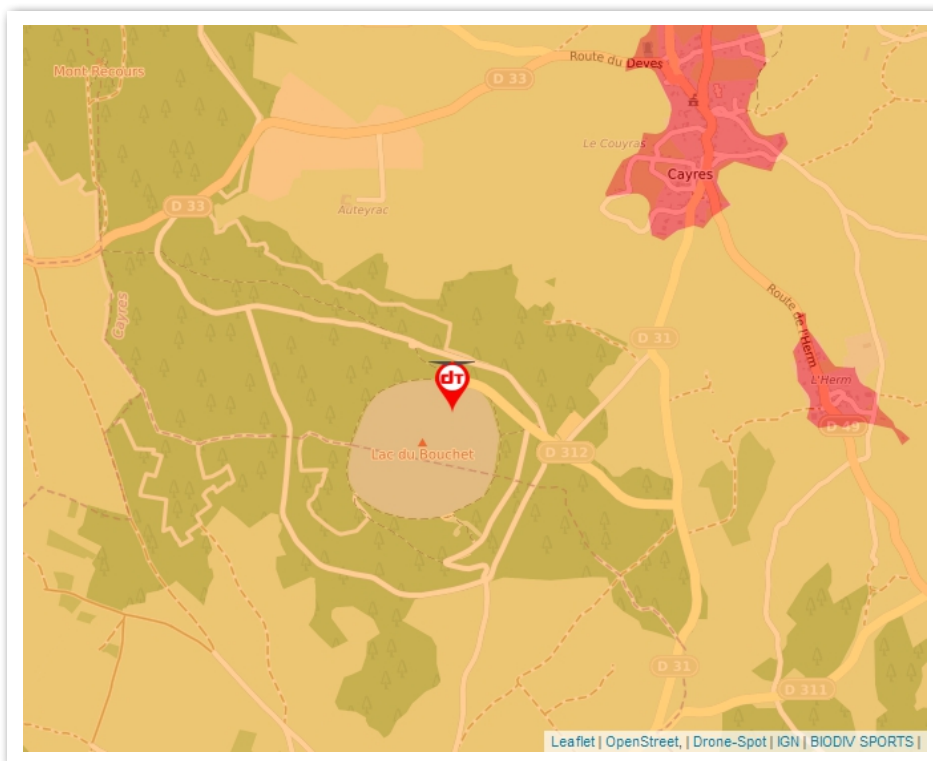 Mont Recours
D 33
Route du Deves
Le Couyras
Cayres
D 33
Auteyrac
Cayres
Route de l'Herm
D 31
dT
L'Herm
D 49
Lac du Bouchet
D 312
D 31
D 311
Leaflet | OpenStreet, | Drone-Spot | IGN | BIODIV SPORTS |